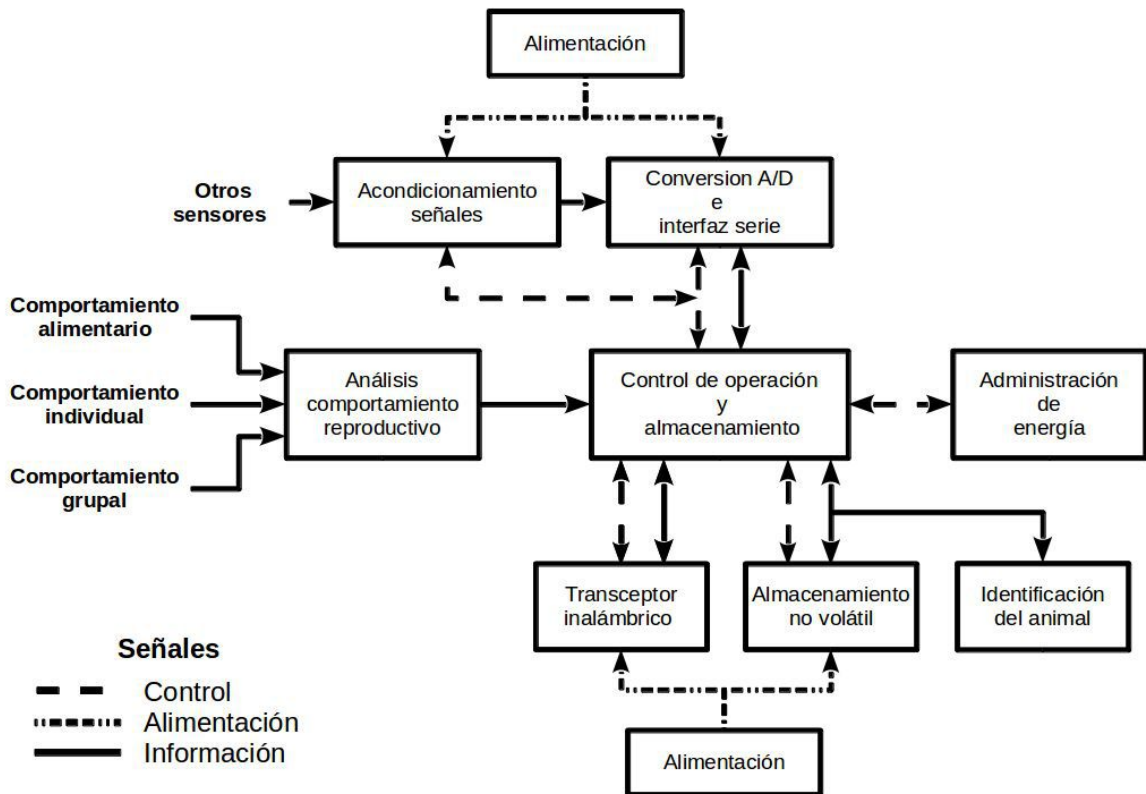 Alimentación
Otros
sensores
Acondicionamiento
señales
Conversion A/D
e
interfaz serie
Comportamiento
alimentario
Comportamiento
individual
Comportamiento
grupal
Análisis
comportamiento
reproductivo
Control de operación
y
almacenamiento
Administración
de
energía
Transceptor
inalámbrico
Almacenamiento
no volátil
Identificación
del animal
Alimentación
Señales
Control
Alimentación
Información